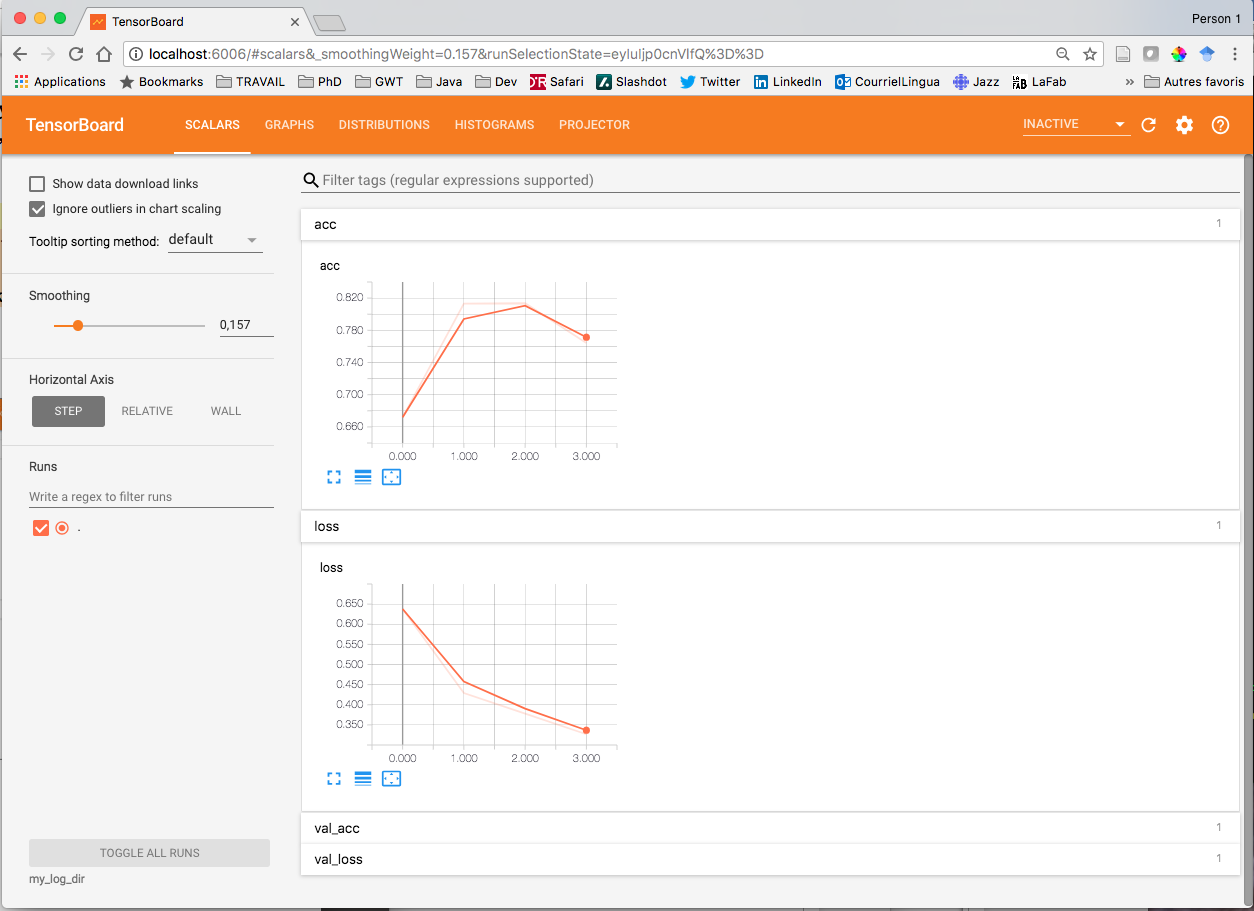 TensorBoard
Person 1
localhost:6006/#scalars&_smoothingWeight=0.157&runSelectionState=eyIuIjp0cnVlfQ%3D%3D
Applications Bookmarks TRAVAIL PhD GWT Java Dev Safari Slashdot Twitter LinkedIn CourrielLingua Jazz LaFab » Autres favoris
TensorBoard SCALARS GRAPHS DISTRIBUTIONS HISTOGRAMS PROJECTOR INACTIVE
Show data download links
Ignore outliers in chart scaling
Tooltip sorting method: default
Smoothing
0,157
Horizontal Axis
STEP RELATIVE WALL
Runs
Write a regex to filter runs
.
TOGGLE ALL RUNS
my_log_dir
Filter tags (regular expressions supported)
acc 1
acc
0.820
0.780
0.740
0.700
0.660
0.000 1.000 2.000 3.000
loss 1
loss
0.650
0.600
0.550
0.500
0.450
0.400
0.350
0.000 1.000 2.000 3.000
val_acc 1
val_loss 1